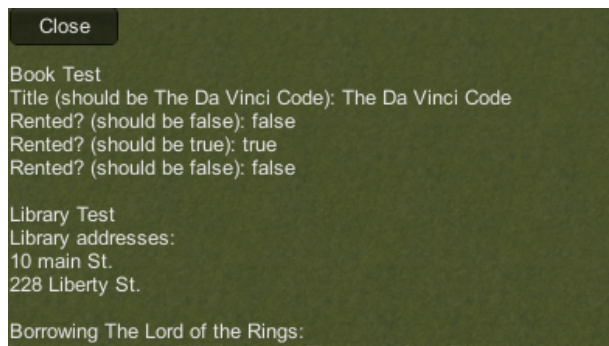 Close
Book Test
Title (should be The Da Vinci Code): The Da Vinci Code
Rented? (should be false): false
Rented? (should be true): true
Rented? (should be false): false
Library Test
Library addresses:
10 main St.
228 Liberty St.
Borrowing The Lord of the Rings: